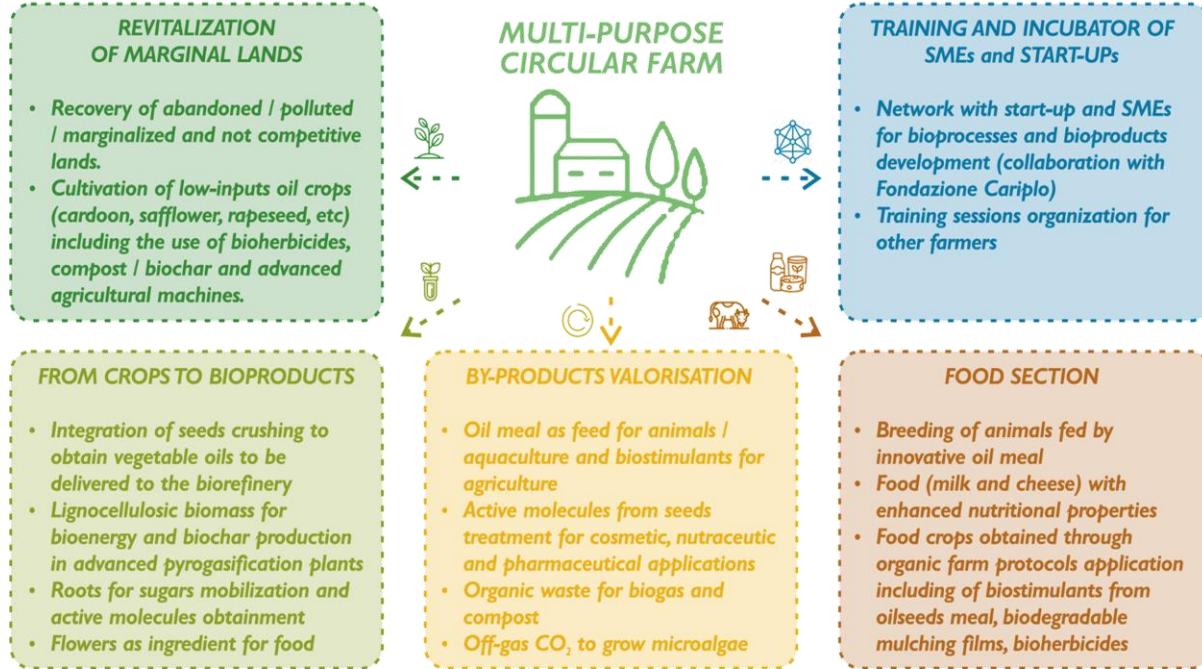 REVITALIZATION
OF MARGINAL LANDS
• Recovery of abandoned / polluted
/ marginalized and not competitive
lands.
• Cultivation of low-inputs oil crops
(cardoon, safflower, rapeseed, etc)
including the use of bioherbicides,
compost / biochar and advanced
agricultural machines.
MULTI-PURPOSE
CIRCULAR FARM
TRAINING AND INCUBATOR OF
SMEs and START-UPs
• Network with start-up and SMEs
for bioprocesses and bioproducts
development (collaboration with
Fondazione Cariplo)
• Training sessions organization for
other farmers
FROM CROPS TO BIOPRODUCTS
• Integration of seeds crushing to
obtain vegetable oils to be
delivered to the biorefinery
• Lignocellulosic biomass for
bioenergy and biochar production
in advanced pyrogasification plants
• Roots for sugars mobilization and
active molecules obtainment
• Flowers as ingredient for food
BY-PRODUCTS VALORISATION
• Oil meal as feed for animals /
aquaculture and biostimulants for
agriculture
• Active molecules from seeds
treatment for cosmetic, nutraceutic
and pharmaceutical applications
• Organic waste for biogas and
compost
• Off-gas CO₂ to grow microalgae
FOOD SECTION
• Breeding of animals fed by
innovative oil meal
• Food (milk and cheese) with
enhanced nutritional properties
• Food crops obtained through
organic farm protocols application
including of biostimulants from
oilseeds meal, biodegradable
mulching films, bioherbicides